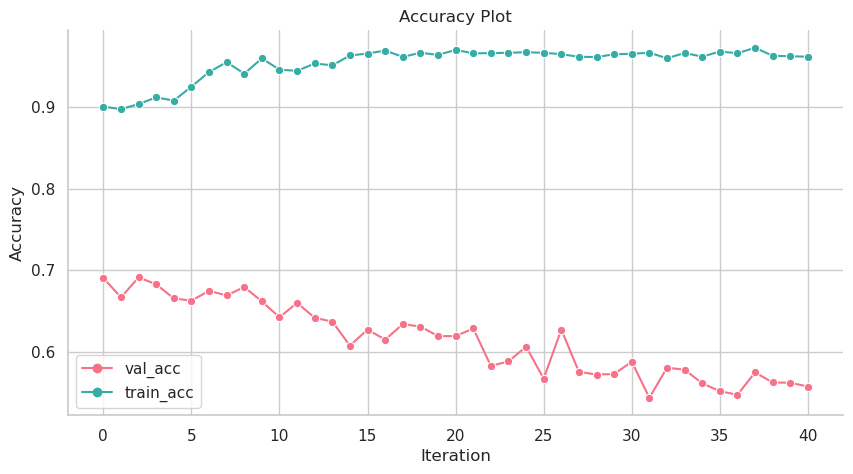 Accuracy Plot
Accuracy
0.9
0.8
0.7
0.6
val_acc
train_acc
0 5 10 15 20 25 30 35 40
Iteration